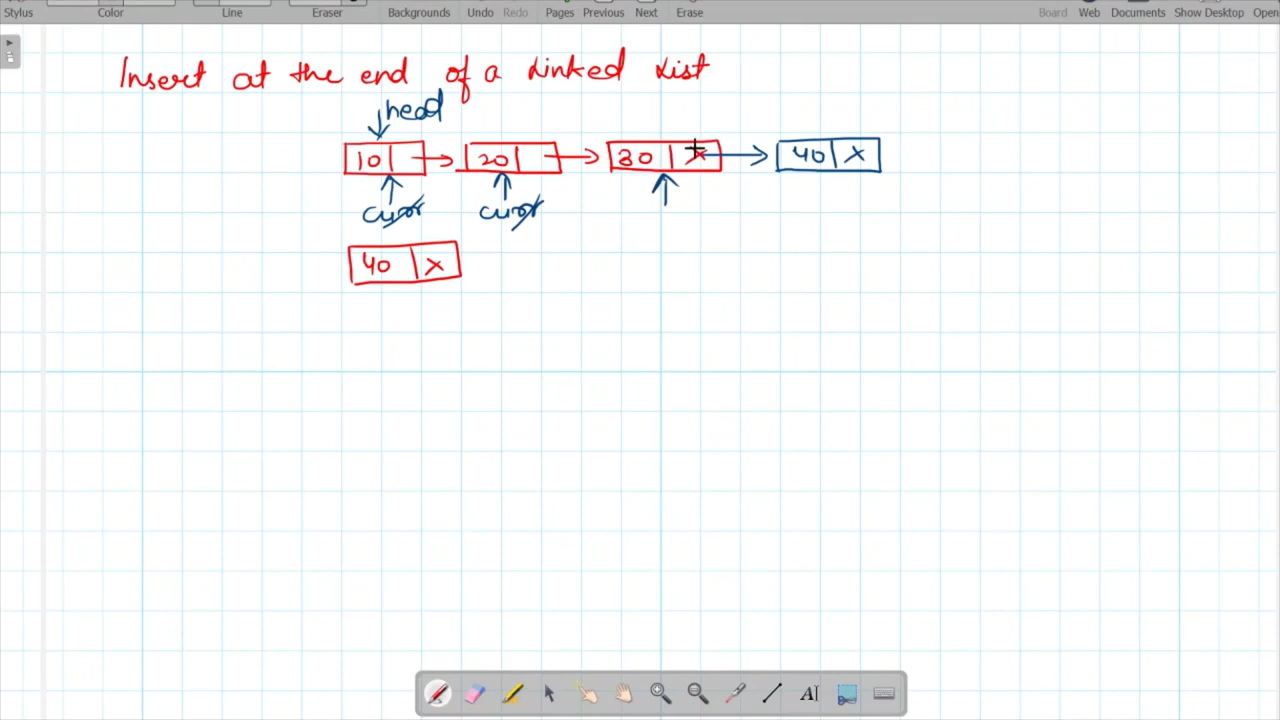 Stylus Color Line Eraser Backgrounds Undo Redo Pages Previous Next Erase Board Web Documents Show Desktop Open
Insert at the end of a Linked List
head
10 20 30 X 40 X
curr curr
40 X